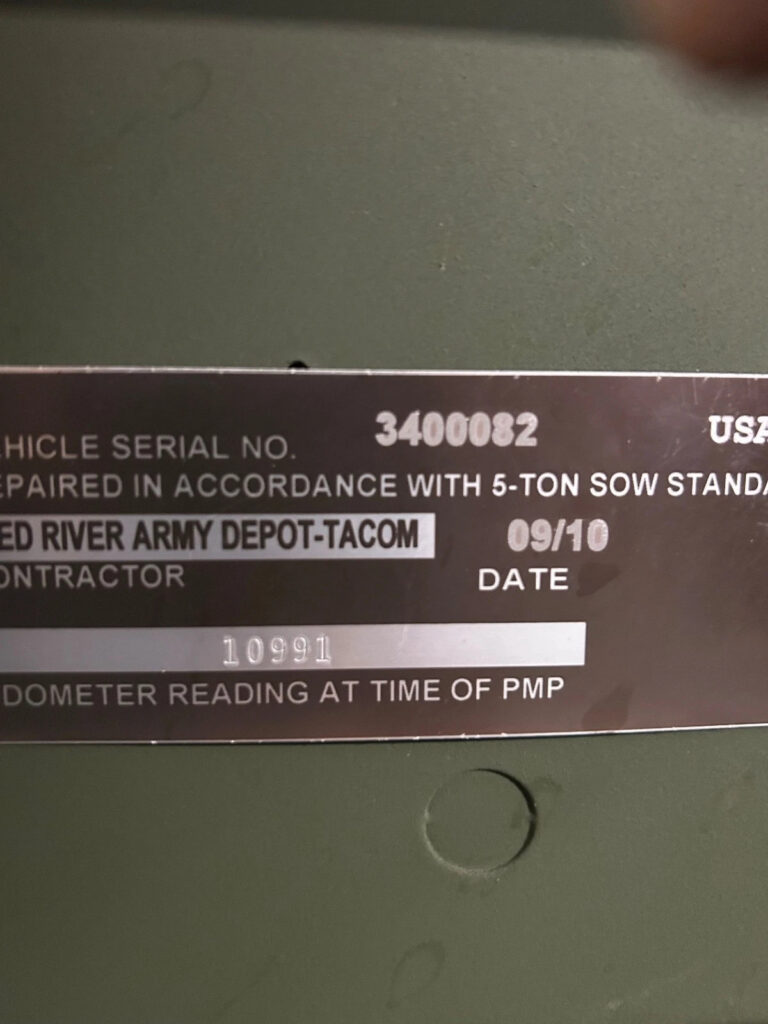 HICLE SERIAL NO. 3400082 USA
EPAIRED IN ACCORDANCE WITH 5-TON SOW STANDA
ED RIVER ARMY DEPOT-TACOM 09/10
ONTRACTOR DATE
10991
DOMETER READING AT TIME OF PMP